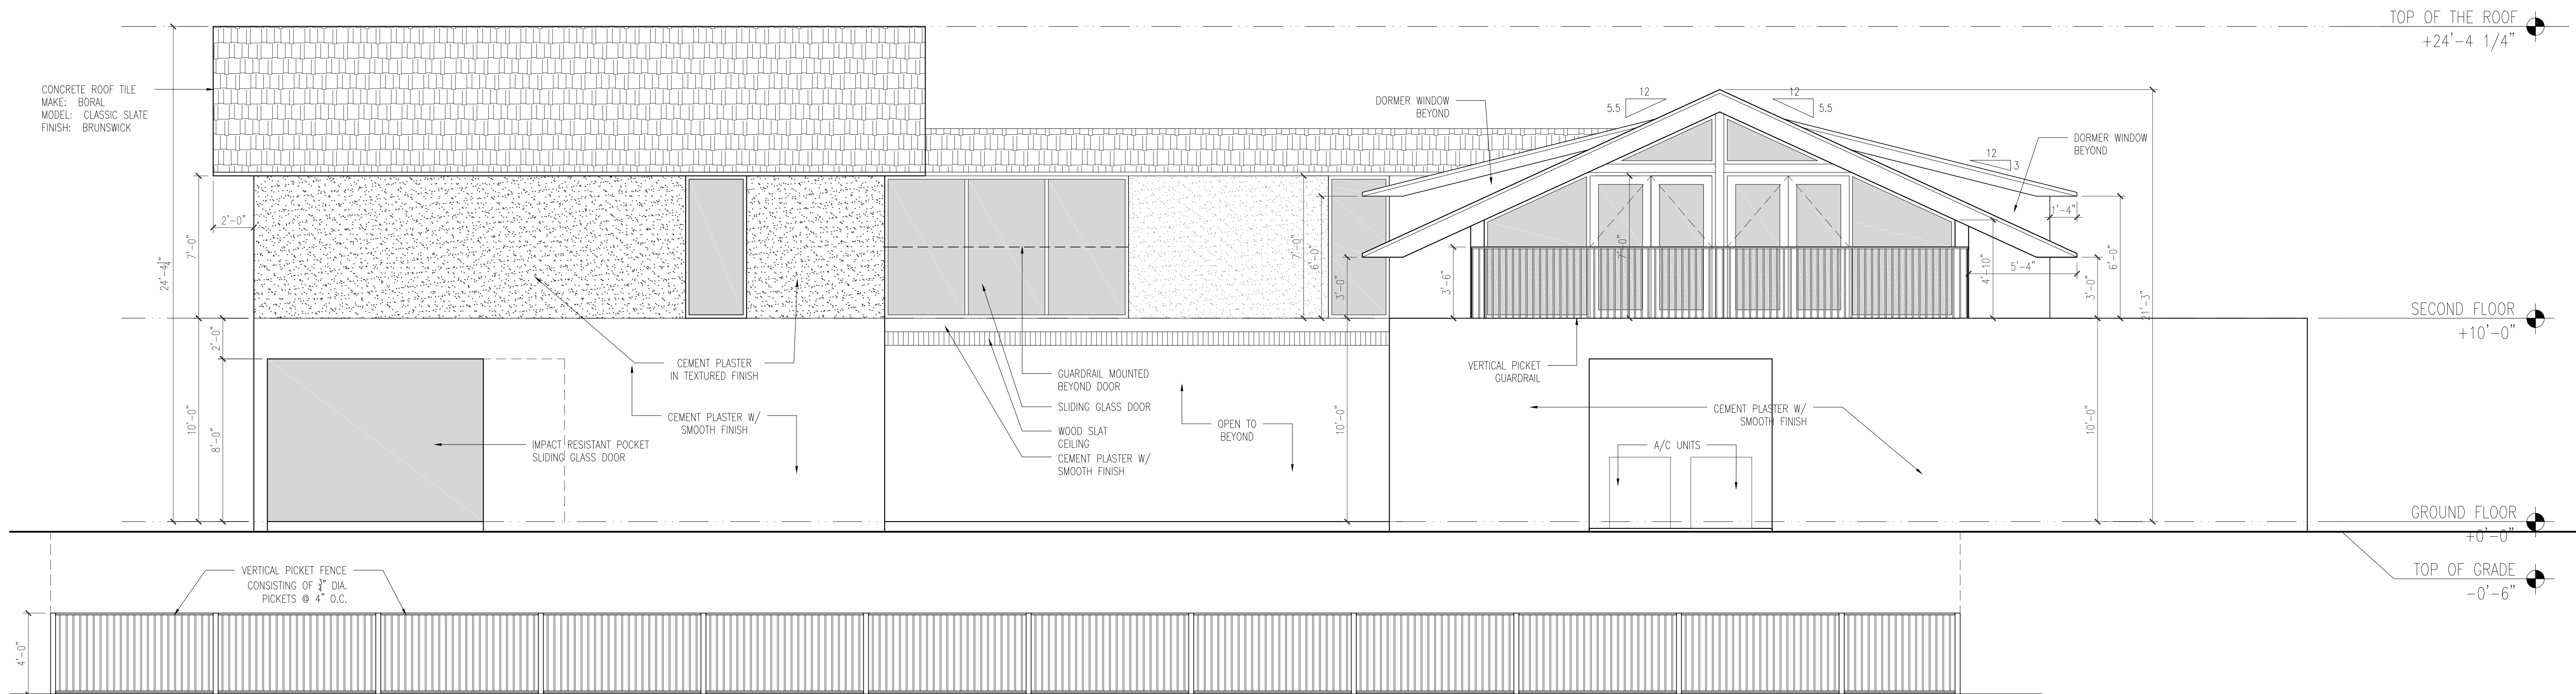 TOP OF THE ROOF
+24'-4 1/4"
CONCRETE ROOF TILE
MAKE: BORAL
MODEL: CLASSIC SLATE
FINISH: BRUNSWICK
DORMER WINDOW
BEYOND
12
5.5
12
5.5
DORMER WINDOW
BEYOND
12
3
2'-0"
7'-0"
24'-4¼"
7'-0"
6'-0"
3'-0"
3'-6"
7'-0"
4'-10"
5'-4"
1'-4"
3'-0"
6'-0"
21'-3"
SECOND FLOOR
+10'-0"
2'-0"
10'-0"
8'-0"
CEMENT PLASTER
IN TEXTURED FINISH
CEMENT PLASTER W/
SMOOTH FINISH
IMPACT RESISTANT POCKET
SLIDING GLASS DOOR
GUARDRAIL MOUNTED
BEYOND DOOR
SLIDING GLASS DOOR
WOOD SLAT
CEILING
CEMENT PLASTER W/
SMOOTH FINISH
OPEN TO
BEYOND
10'-0"
VERTICAL PICKET
GUARDRAIL
CEMENT PLASTER W/
SMOOTH FINISH
A/C UNITS
10'-0"
GROUND FLOOR
+0'-0"
TOP OF GRADE
-0'-6"
VERTICAL PICKET FENCE
CONSISTING OF ¾" DIA.
PICKETS @ 4" O.C.
4'-0"